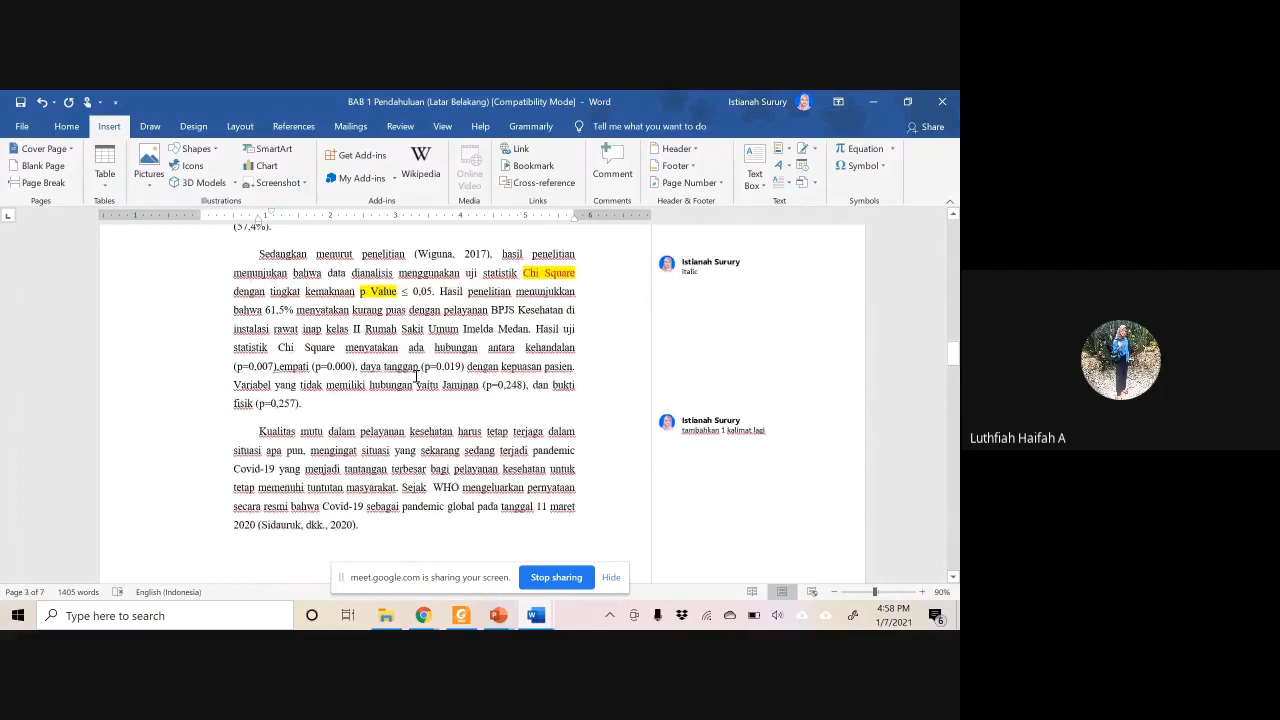 BAB 1 Pendahuluan (Latar Belakang) [Compatibility Mode] - Word
Istianah Surury
File Home Insert Draw Design Layout References Mailings Review View Help Grammarly Tell me what you want to do Share
Cover Page
Blank Page
Page Break
Pages
Table
Tables
Pictures
Shapes
Icons
3D Models
SmartArt
Chart
Screenshot
Illustrations
Get Add-ins
My Add-ins
W
Wikipedia
Add-ins
Online
Video
Media
Link
Bookmark
Cross-reference
Links
Comment
Comments
Header
Footer
Page Number
Header & Footer
Text
Box
Text
Equation
Symbol
Symbols
1 1 2 3 4 5 6
(57,4%).
Sedangkan menurut penelitian (Wiguna, 2017), hasil penelitian
menunjukan bahwa data dianalisis menggunakan uji statistik Chi Square
dengan tingkat kemaknaan p Value ≤ 0,05. Hasil penelitian menunjukkan
bahwa 61,5% menyatakan kurang puas dengan pelayanan BPJS Kesehatan di
instalasi rawat inap kelas II Rumah Sakit Umum Imelda Medan. Hasil uji
statistik Chi Square menyatakan ada hubungan antara kehandalan
(p=0,007),empati (p=0.000), daya tanggap (p=0.019) dengan kepuasan pasien.
Variabel yang tidak memiliki hubungan yaitu Jaminan (p=0,248), dan bukti
fisik (p=0,257).
Kualitas mutu dalam pelayanan kesehatan harus tetap terjaga dalam
situasi apa pun, mengingat situasi yang sekarang sedang terjadi pandemic
Covid-19 yang menjadi tantangan terbesar bagi pelayanan kesehatan untuk
tetap memenuhi tuntutan masyarakat. Sejak WHO mengeluarkan pernyataan
secara resmi bahwa Covid-19 sebagai pandemic global pada tanggal 11 maret
2020 (Sidauruk, dkk., 2020).
Istianah Surury
Italic
Istianah Surury
tambahkan 1 kalimat lagi
meet.google.com is sharing your screen. Stop sharing Hide
Page 3 of 7 1405 words English (Indonesia) 90%
Type here to search
4:58 PM
1/7/2021
6
Luthfiah Haifah A